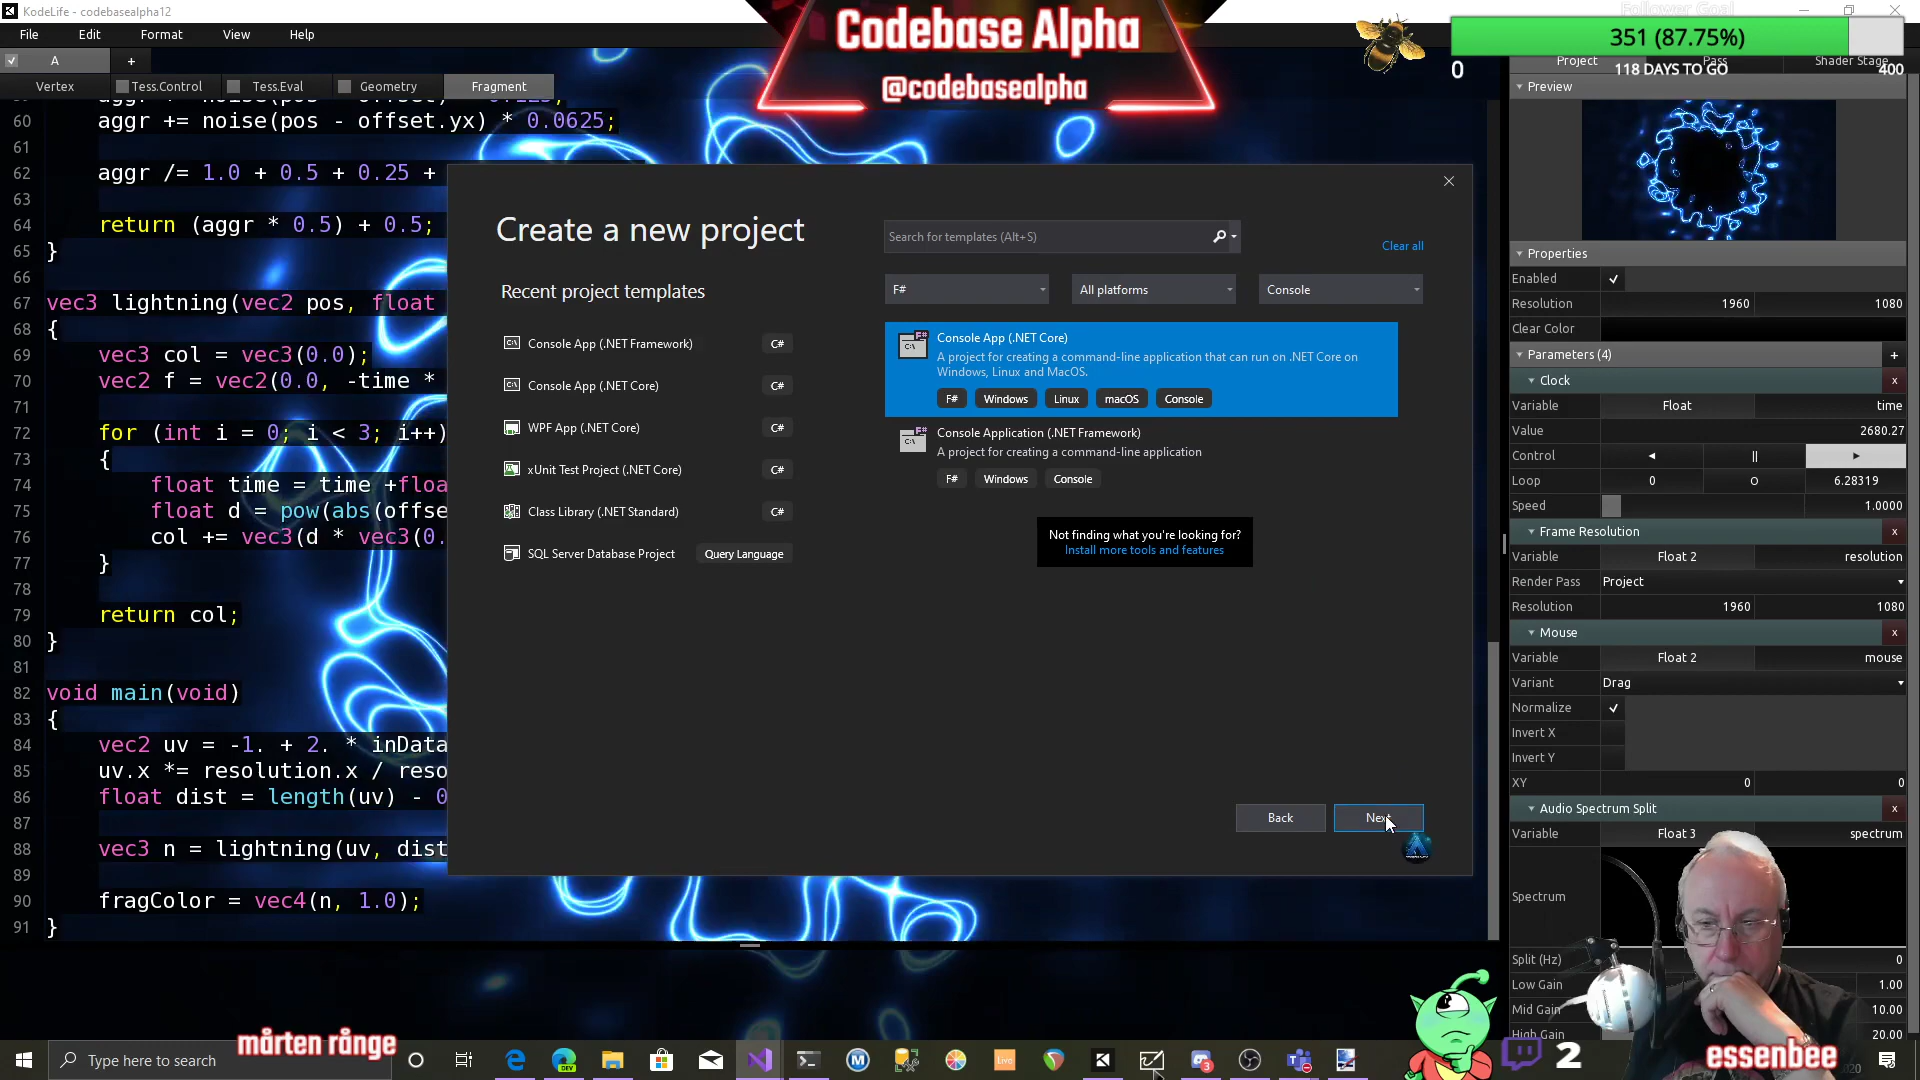 KodeLife - codebasealpha12
File Edit Format View Help
A +
Vertex Tess.Control Tess.Eval Geometry Fragment
60 aggr += noise(pos - offset.yx) * 0.0625;
61
62 aggr /= 1.0 + 0.5 + 0.25 +
63
64 return (aggr * 0.5) + 0.5;
65 }
66
67 vec3 lightning(vec2 pos, float
68 {
69 vec3 col = vec3(0.0);
70 vec2 f = vec2(0.0, -time *
71
72 for (int i = 0; i < 3; i++)
73 {
74 float time = time +floa
75 float d = pow(abs(offse
76 col += vec3(d * vec3(0.
77 }
78
79 return col;
80 }
81
82 void main(void)
83 {
84 vec2 uv = -1. + 2. * inData
85 uv.x *= resolution.x / reso
86 float dist = length(uv) - 0
87
88 vec3 n = lightning(uv, dist
89
90 fragColor = vec4(n, 1.0);
91 }
Codebase Alpha
@codebasealpha
Follower Goal
351 (87.75%)
0 118 DAYS TO GO 400
Create a new project
Search for templates (Alt+S)
Clear all
F# All platforms Console
Recent project templates
Console App (.NET Framework) C#
Console App (.NET Core) C#
WPF App (.NET Core) C#
xUnit Test Project (.NET Core) C#
Class Library (.NET Standard) C#
SQL Server Database Project Query Language
Console App (.NET Core)
A project for creating a command-line application that can run on .NET Core on
Windows, Linux and MacOS.
F# Windows Linux macOS Console
Console Application (.NET Framework)
A project for creating a command-line application
F# Windows Console
Not finding what you're looking for?
Install more tools and features
Back Next
Project Pass Shader Stage
Preview
Properties
Enabled
Resolution 1960 1080
Clear Color
Parameters (4) +
Clock x
Variable Float time
Value 2680.27
Control
Loop 0 O 6.28319
Speed 1.0000
Frame Resolution x
Variable Float 2 resolution
Render Pass Project
Resolution 1960 1080
Mouse x
Variable Float 2 mouse
Variant Drag
Normalize
Invert X
Invert Y
XY 0 0
Audio Spectrum Split x
Variable Float 3 spectrum
Spectrum
Split (Hz) 0
Low Gain 1.00
Mid Gain 10.00
High Gain 20.00
Type here to search
mårten rånge
2
essenbee